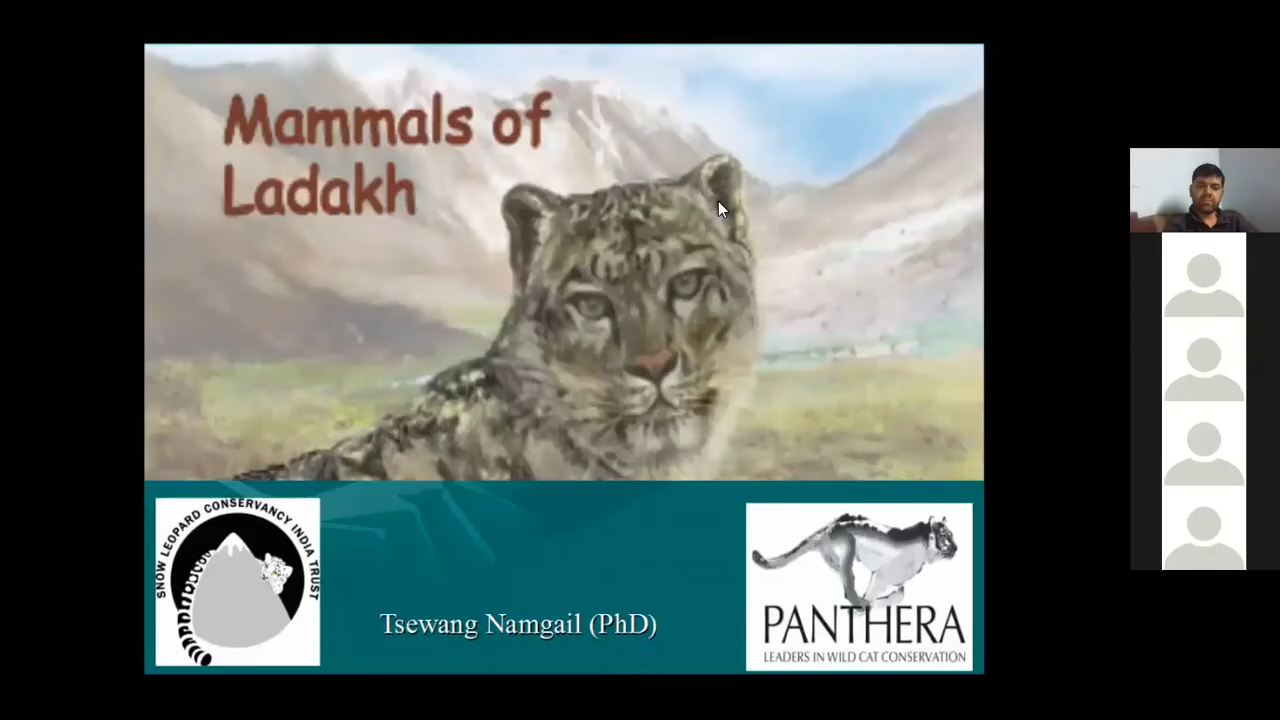 Mammals of
Ladakh
SNOW LEOPARD CONSERVANCY INDIA TRUST
Tsewang Namgail (PhD)
PANTHERA
LEADERS IN WILD CAT CONSERVATION